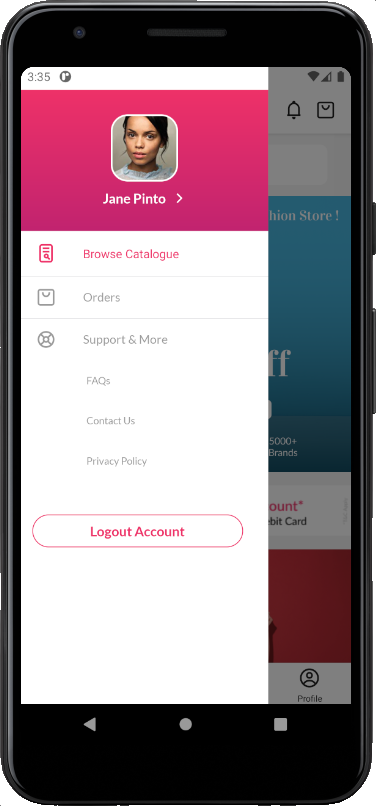 3:35
Jane Pinto
Browse Catalogue
Orders
Support & More
FAQs
Contact Us
Privacy Policy
Logout Account
hion Store !
ff
5000+
Brands
ount*
ebit Card
Profile